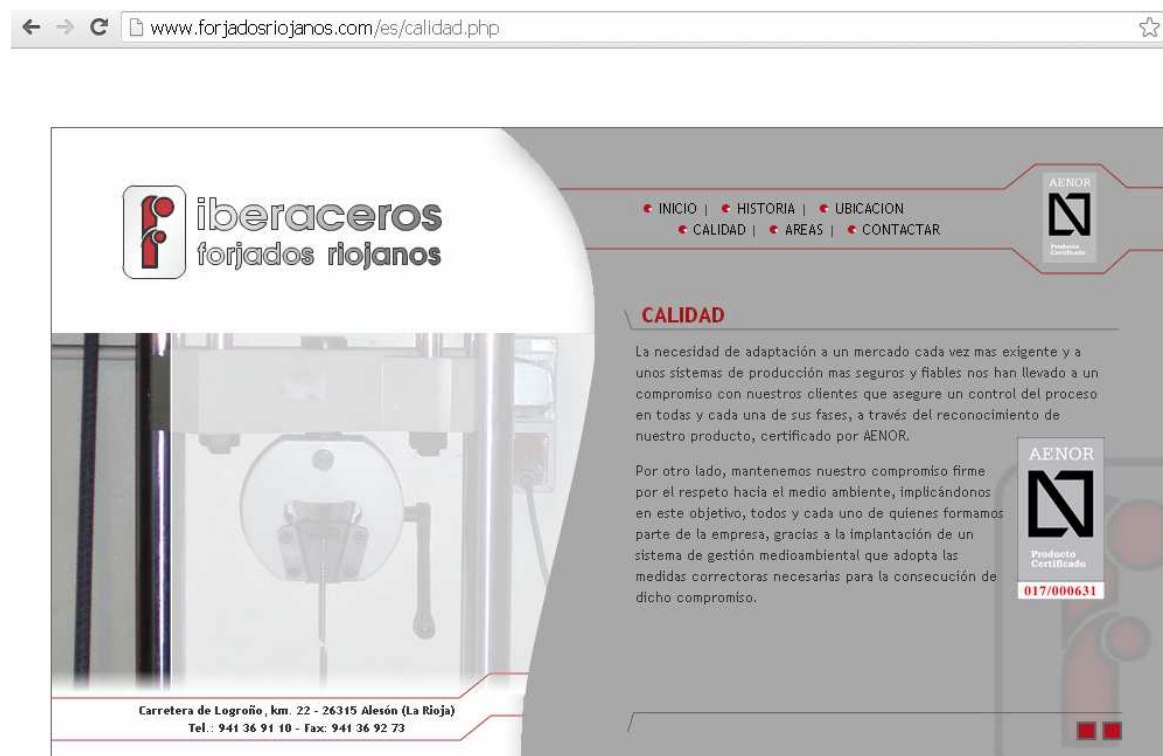 www.forjadosriojanos.com/es/calidad.php
iberaceros
forjados riojanos
INICIO | HISTORIA | UBICACION
CALIDAD | AREAS | CONTACTAR
AENOR
Producto
Certificado
CALIDAD
La necesidad de adaptación a un mercado cada vez mas exigente y a
unos sistemas de producción mas seguros y fiables nos han llevado a un
compromiso con nuestros clientes que asegure un control del proceso
en todas y cada una de sus fases, a través del reconocimiento de
nuestro producto, certificado por AENOR.
Por otro lado, mantenemos nuestro compromiso firme
por el respeto hacia el medio ambiente, implicándonos
en este objetivo, todos y cada uno de quienes formamos
parte de la empresa, gracias a la implantación de un
sistema de gestión medioambiental que adopta las
medidas correctoras necesarias para la consecución de
dicho compromiso.
AENOR
Producto
Certificado
017/000631
Carretera de Logroño, km. 22 - 26315 Alesón (La Rioja)
Tel.: 941 36 91 10 - Fax: 941 36 92 73